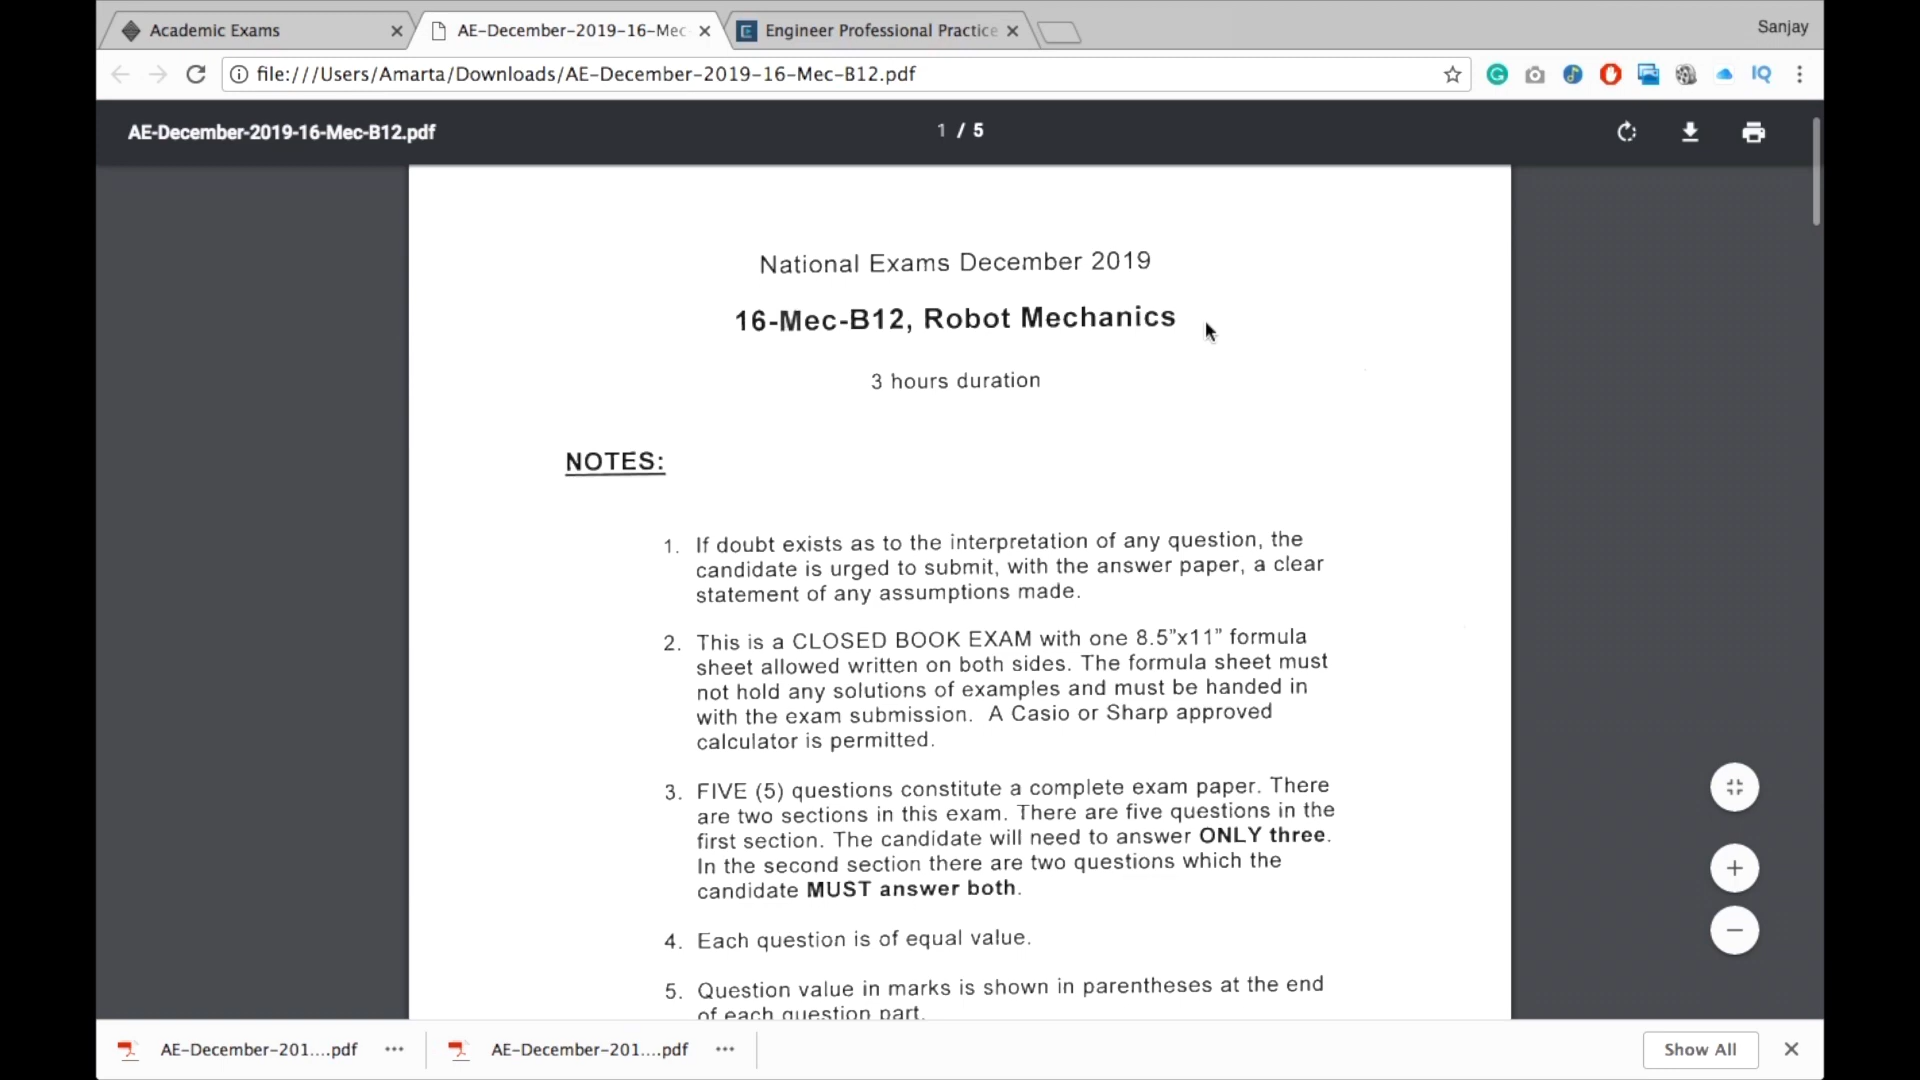 Academic Exams
AE-December-2019-16-Mec
Engineer Professional Practice
Sanjay
file:///Users/Amarta/Downloads/AE-December-2019-16-Mec-B12.pdf
IQ
AE-December-2019-16-Mec-B12.pdf
1 / 5
National Exams December 2019
16-Mec-B12, Robot Mechanics
3 hours duration
NOTES:
1. If doubt exists as to the interpretation of any question, the
candidate is urged to submit, with the answer paper, a clear
statement of any assumptions made.
2. This is a CLOSED BOOK EXAM with one 8.5”x11” formula
sheet allowed written on both sides. The formula sheet must
not hold any solutions of examples and must be handed in
with the exam submission. A Casio or Sharp approved
calculator is permitted.
3. FIVE (5) questions constitute a complete exam paper. There
are two sections in this exam. There are five questions in the
first section. The candidate will need to answer ONLY three.
In the second section there are two questions which the
candidate MUST answer both.
4. Each question is of equal value.
5. Question value in marks is shown in parentheses at the end
of each question part.
AE-December-201....pdf
AE-December-201....pdf
Show All